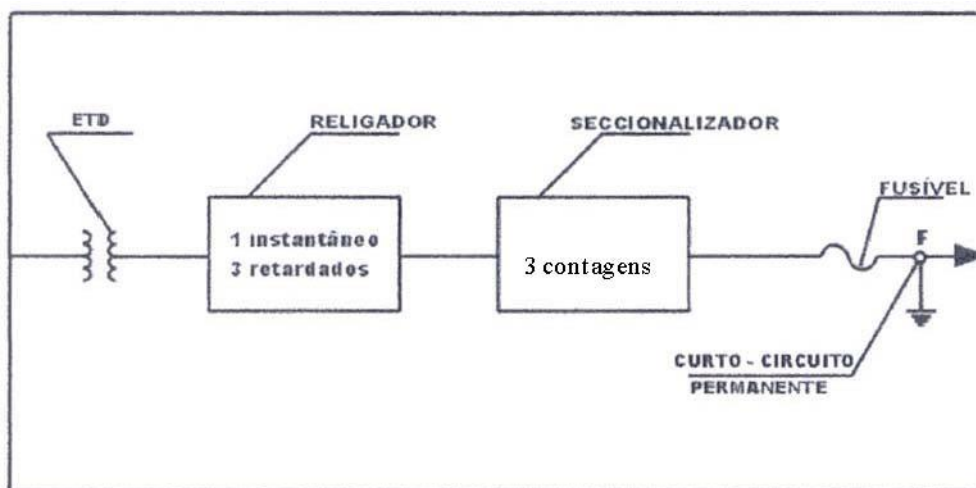 ETD
RELIGADOR
SECCIONALIZADOR
FUSÍVEL
1 instantâneo
3 retardados
3 contagens
F
CURTO - CIRCUITO
PERMANENTE